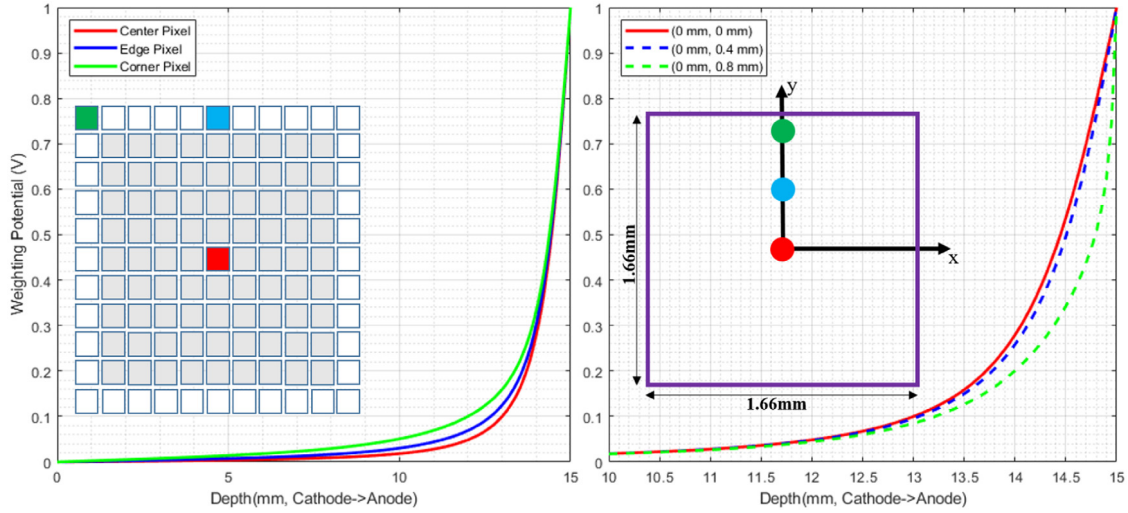 1
0.9
0.8
0.7
0.6
0.5
0.4
0.3
0.2
0.1
0
Weighting Potential (V)
Center Pixel
Edge Pixel
Corner Pixel
0 5 10 15
Depth(mm, Cathode->Anode)
1
0.9
0.8
0.7
0.6
0.5
0.4
0.3
0.2
0.1
0
(0 mm, 0 mm)
(0 mm, 0.4 mm)
(0 mm, 0.8 mm)
y
x
1.66mm
1.66mm
10 10.5 11 11.5 12 12.5 13 13.5 14 14.5 15
Depth(mm, Cathode->Anode)